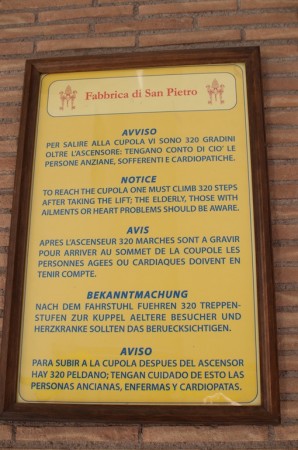 Fabbrica di San Pietro
AVVISO
PER SALIRE ALLA CUPOLA VI SONO 320 GRADINI
OLTRE L'ASCENSORE: TENGANO CONTO DI CIO' LE
PERSONE ANZIANE, SOFFERENTI E CARDIOPATICHE.
NOTICE
TO REACH THE CUPOLA ONE MUST CLIMB 320 STEPS
AFTER TAKING THE LIFT; THE ELDERLY, THOSE WITH
AILMENTS OR HEART PROBLEMS SHOULD BE AWARE.
AVIS
APRES L'ASCENSEUR 320 MARCHES SONT A GRAVIR
POUR ARRIVER AU SOMMET DE LA COUPOLE LES
PERSONNES AGEES OU CARDIAQUES DOIVENT EN
TENIR COMPTE.
BEKANNTMACHUNG
NACH DEM FAHRSTUHL FUEHREN 320 TREPPEN-
STUFEN ZUR KUPPEL AELTERE BESUCHER UND
HERZKRANKE SOLLTEN DAS BERUECKSICHTIGEN.
AVISO
PARA SUBIR A LA CUPOLA DESPUES DEL ASCENSOR
HAY 320 PELDANO; TENGAN CUIDADO DE ESTO LAS
PERSONAS ANCIANAS, ENFERMAS Y CARDIOPATAS.